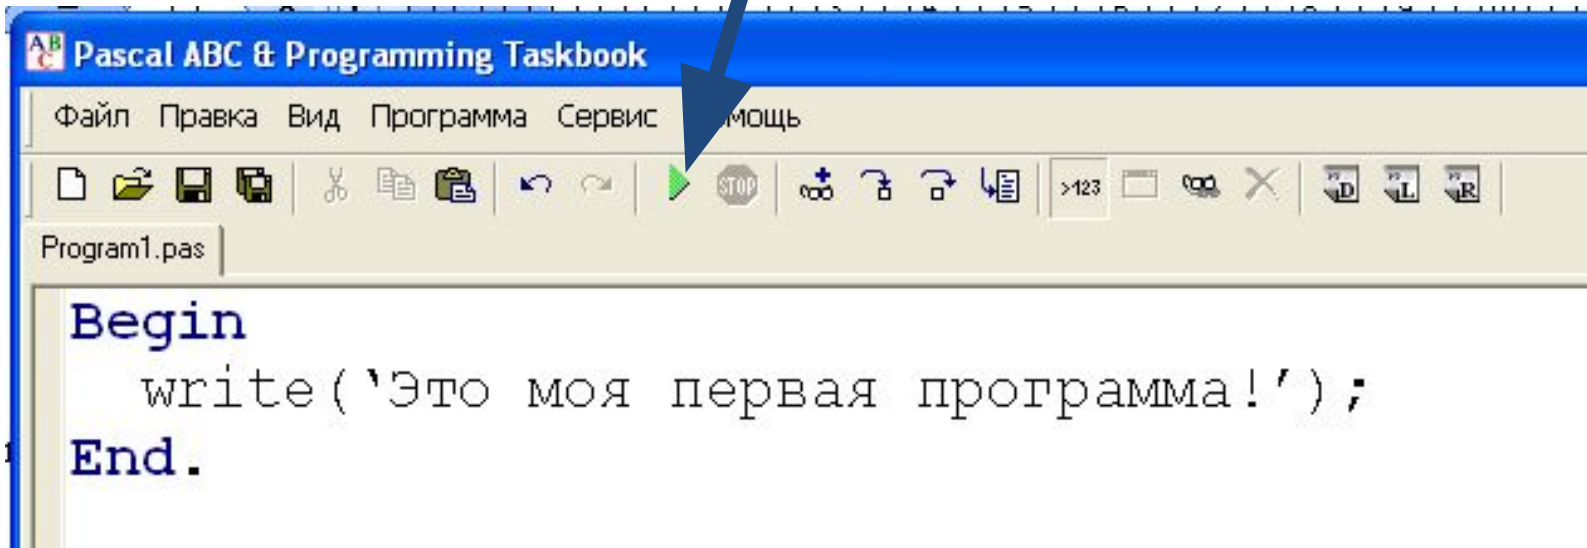 Pascal ABC & Programming Taskbook
Файл Правка Вид Программа Сервис мощь
STOP >123 D L R
Program1.pas
Begin
write(‘Это моя первая программа!’);
End.